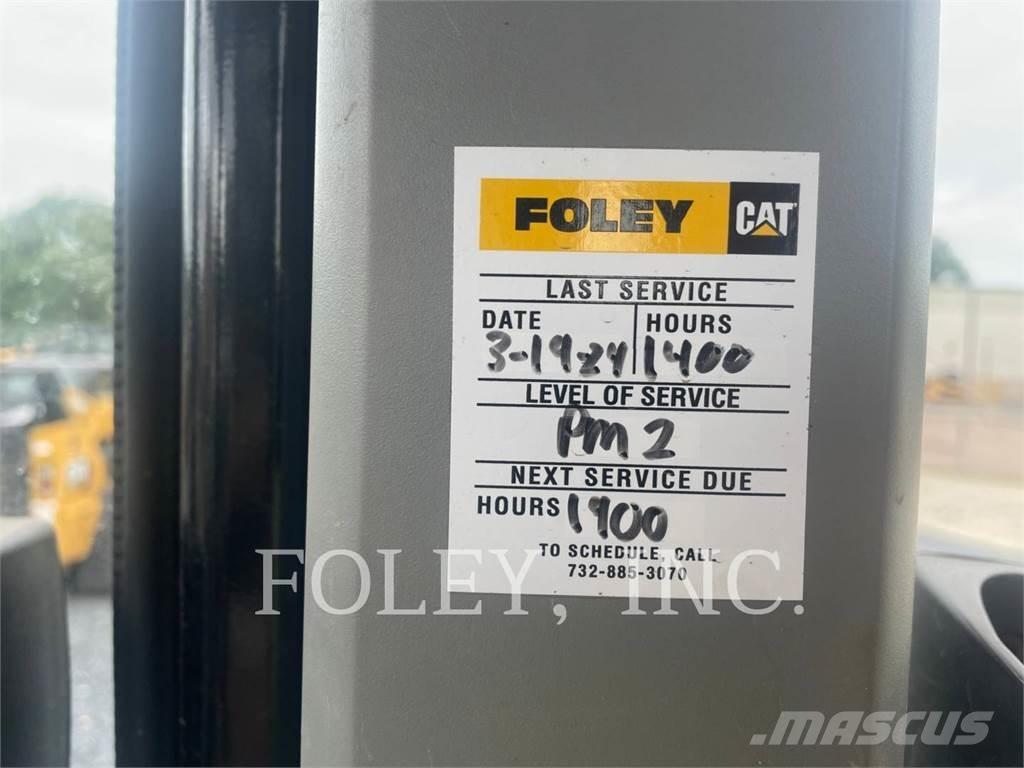 FOLEY CAT
LAST SERVICE
DATE HOURS
3-19-24 1400
LEVEL OF SERVICE
PM 2
NEXT SERVICE DUE
HOURS 1900
TO SCHEDULE, CALL
732-885-3070
FOLEY, INC.
MASCUS